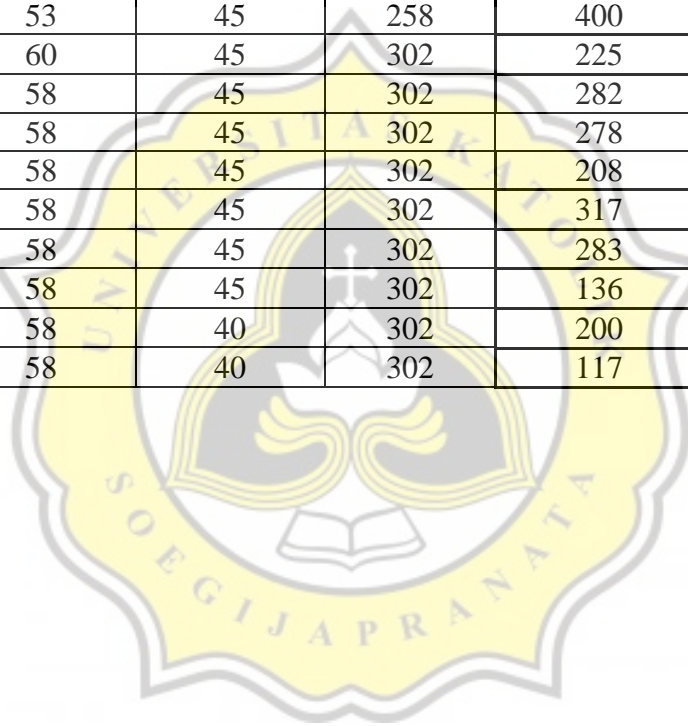 53 45 258 400
60 45 302 225
58 45 302 282
58 45 302 278
58 45 302 208
58 45 302 317
58 45 302 283
58 45 302 136
58 40 302 200
58 40 302 117
UNIVERSITAS KATOLIK
SOEGIJAPRANATA